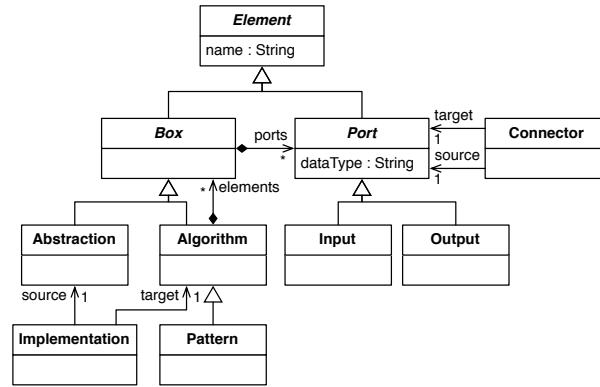 Element
name : String
Box
ports
*
Port
dataType : String
target
1
source
1
Connector
* elements
Abstraction
Algorithm
Input
Output
source 1
target 1
Implementation
Pattern